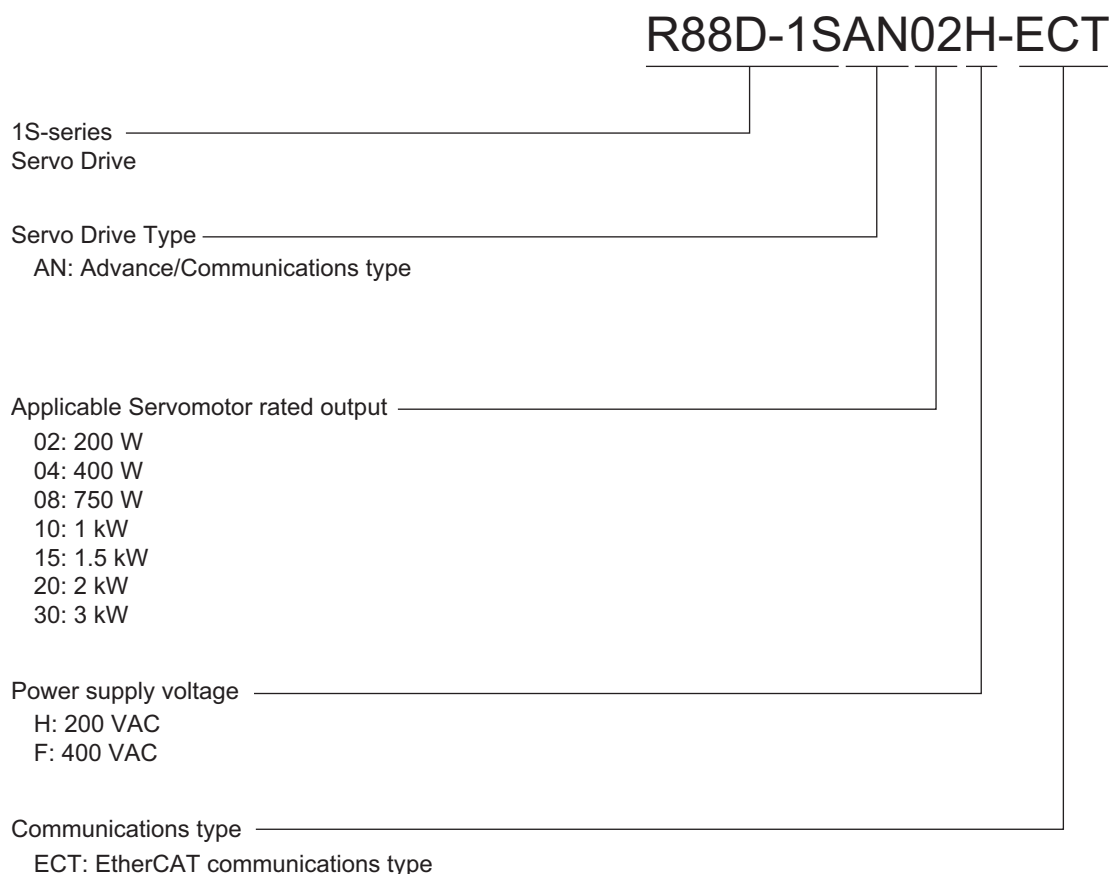 R88D-1SAN02H-ECT
1S-series
Servo Drive
Servo Drive Type
AN: Advance/Communications type
Applicable Servomotor rated output
02: 200 W
04: 400 W
08: 750 W
10: 1 kW
15: 1.5 kW
20: 2 kW
30: 3 kW
Power supply voltage
H: 200 VAC
F: 400 VAC
Communications type
ECT: EtherCAT communications type